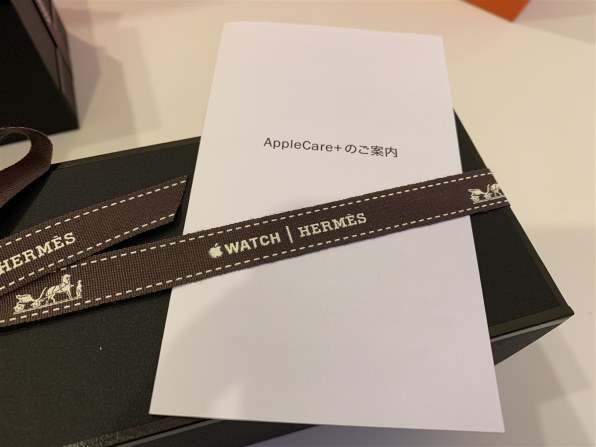 AppleCare+ のご案内
HERMÈS
WATCH | HERMÈS